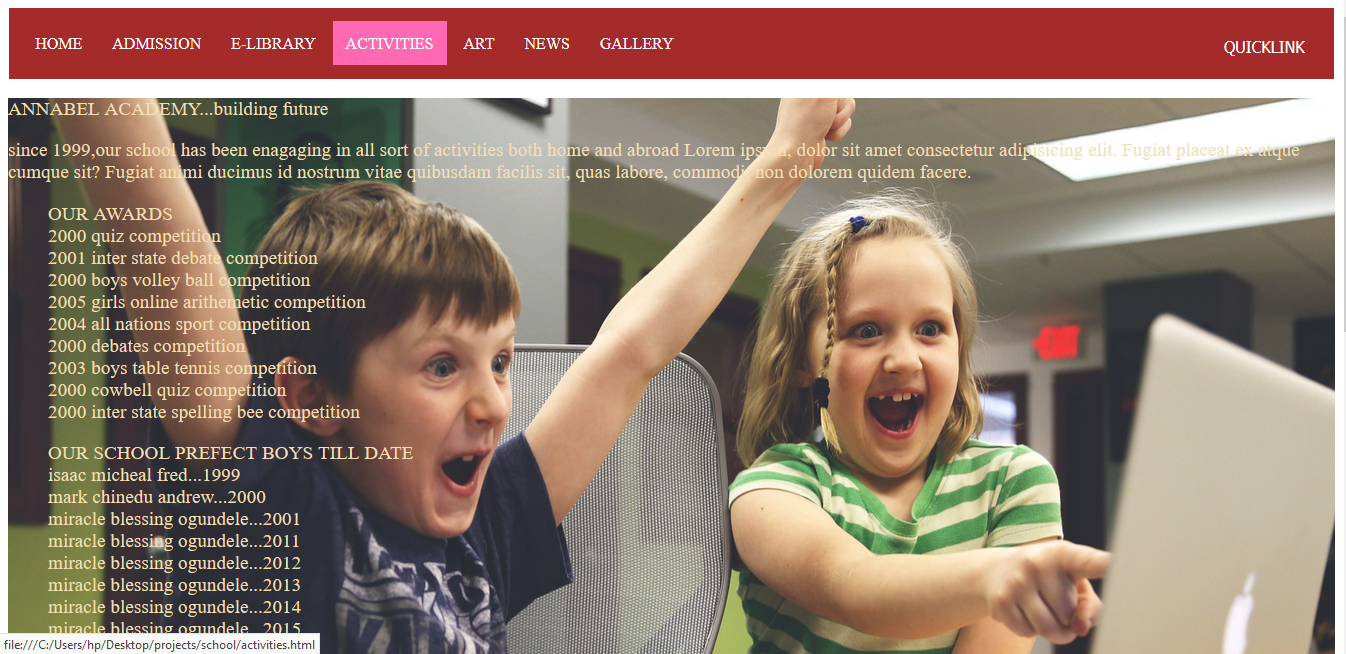 HOME ADMISSION E-LIBRARY ACTIVITIES ART NEWS GALLERY QUICKLINK
ANNABEL ACADEMY...building future
since 1999,our school has been enagaging in all sort of activities both home and abroad Lorem ipsum, dolor sit amet consectetur adipisicing elit. Fugiat placeat ex atque
cumque sit? Fugiat animi ducimus id nostrum vitae quibusdam facilis sit, quas labore, commodi non dolorem quidem facere.
OUR AWARDS
2000 quiz competition
2001 inter state debate competition
2000 boys volley ball competition
2005 girls online arithemetic competition
2004 all nations sport competition
2000 debates competition
2003 boys table tennis competition
2000 cowbell quiz competition
2000 inter state spelling bee competition
OUR SCHOOL PREFECT BOYS TILL DATE
isaac micheal fred...1999
mark chinedu andrew...2000
miracle blessing ogundele...2001
miracle blessing ogundele...2011
miracle blessing ogundele...2012
miracle blessing ogundele...2013
miracle blessing ogundele...2014
miracle blessing ogundele...2015
file:///C:/Users/hp/Desktop/projects/school/activities.html